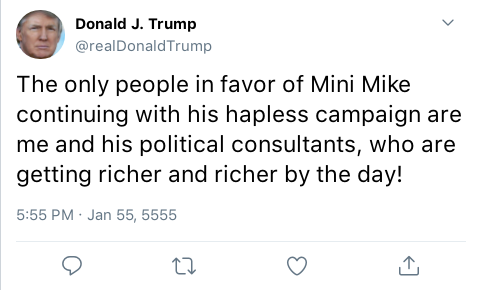 Donald J. Trump
@realDonaldTrump
The only people in favor of Mini Mike
continuing with his hapless campaign are
me and his political consultants, who are
getting richer and richer by the day!
5:55 PM · Jan 55, 5555